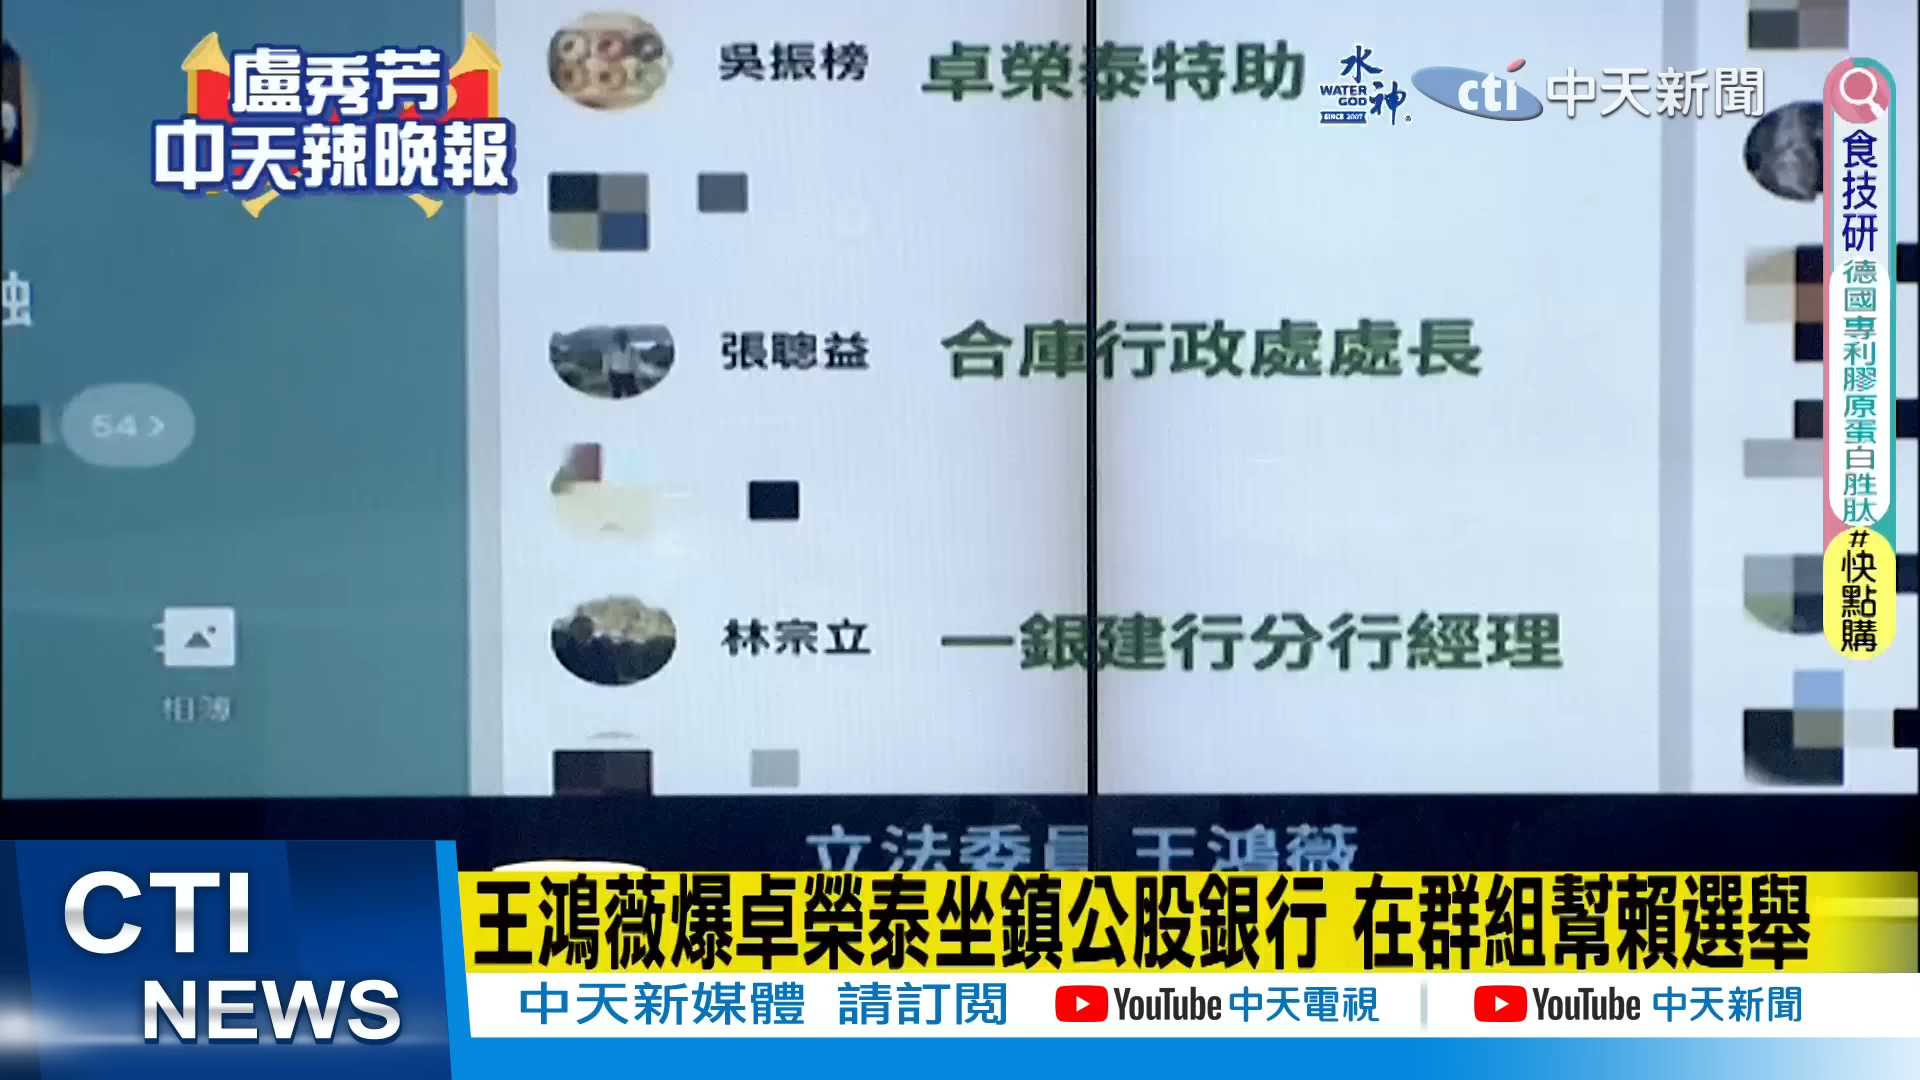 盧秀芳
中天辣晚報
吳振榜 卓榮泰特助
水神
WATER GOD
SINCE 2007
cti 中天新聞
張聰益 合庫行政處處長
54 >
林宗立 一銀建行分行經理
相簿
食技研
德國專利膠原蛋白胜肽
#快點購
立法委員 王鴻薇
CTI NEWS
王鴻薇爆卓榮泰坐鎮公股銀行 在群組幫賴選舉
中天新媒體 請訂閱 YouTube 中天電視 YouTube 中天新聞